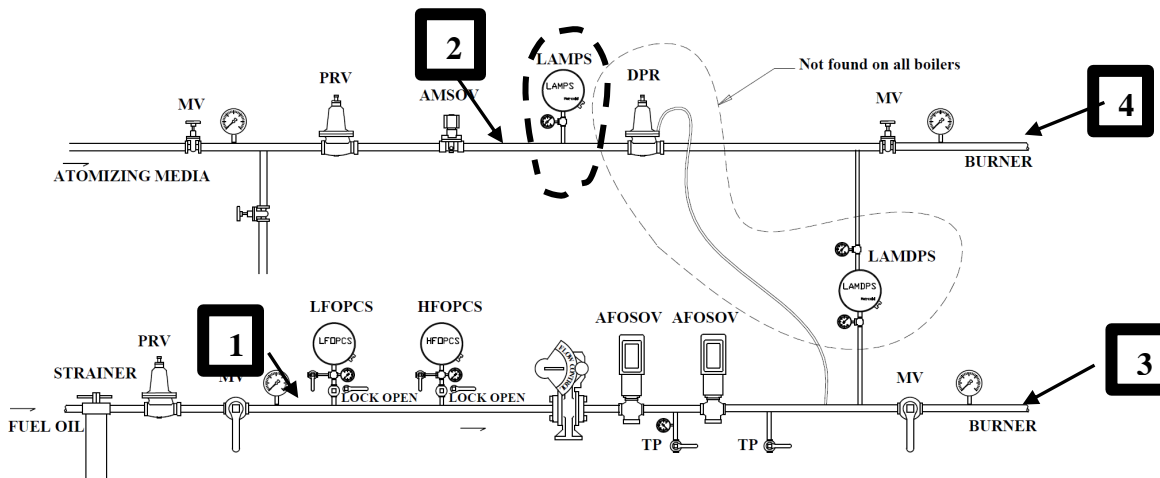 2
LAMPS
PRV
DPR
Not found on all boilers
4
MV
AMSOV
LAMPS
MV
ATOMIZING MEDIA
BURNER
LAMDPS
LAMDPS
LFOPCS
HFOPCS
AFOSOV
AFOSOV
1
PRV
LFOPCS
HFOPCS
FLOW CONTROL
3
STRAINER
MV
MV
LOCK OPEN
LOCK OPEN
FUEL OIL
BURNER
TP
TP